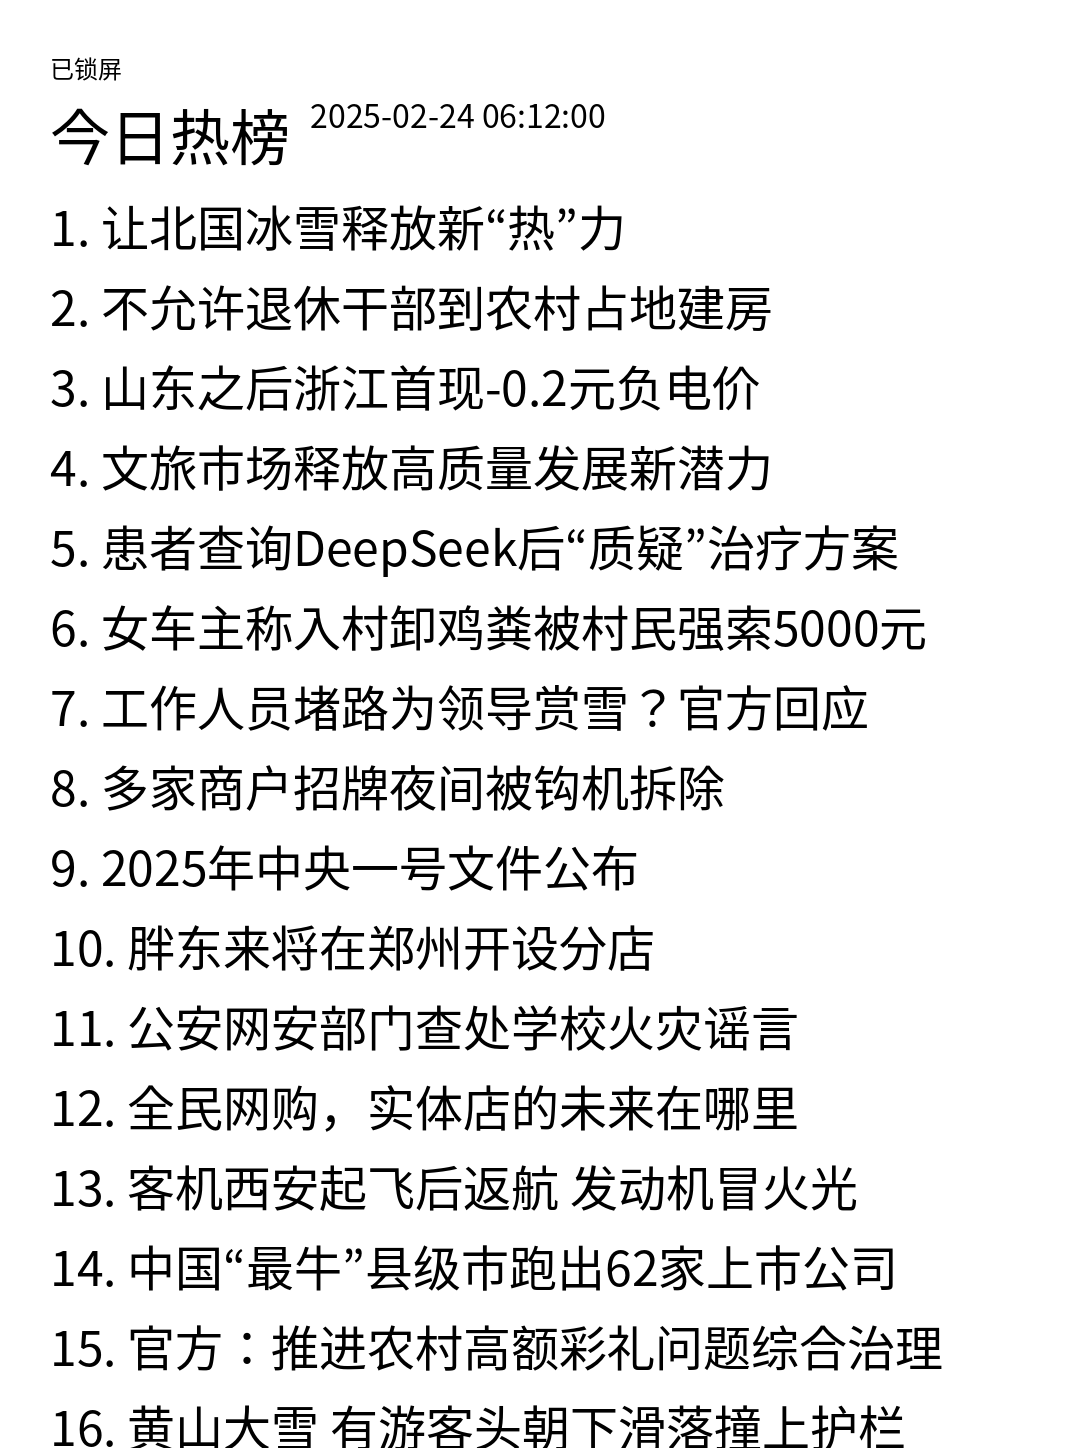 已锁屏
今日热榜 2025-02-24 06:12:00
1. 让北国冰雪释放新“热”力
2. 不允许退休干部到农村占地建房
3. 山东之后浙江首现-0.2元负电价
4. 文旅市场释放高质量发展新潜力
5. 患者查询DeepSeek后“质疑”治疗方案
6. 女车主称入村卸鸡粪被村民强索5000元
7. 工作人员堵路为领导赏雪？官方回应
8. 多家商户招牌夜间被钩机拆除
9. 2025年中央一号文件公布
10. 胖东来将在郑州开设分店
11. 公安网安部门查处学校火灾谣言
12. 全民网购，实体店的未来在哪里
13. 客机西安起飞后返航 发动机冒火光
14. 中国“最牛”县级市跑出62家上市公司
15. 官方：推进农村高额彩礼问题综合治理
16. 黄山大雪 有游客头朝下滑落撞上护栏